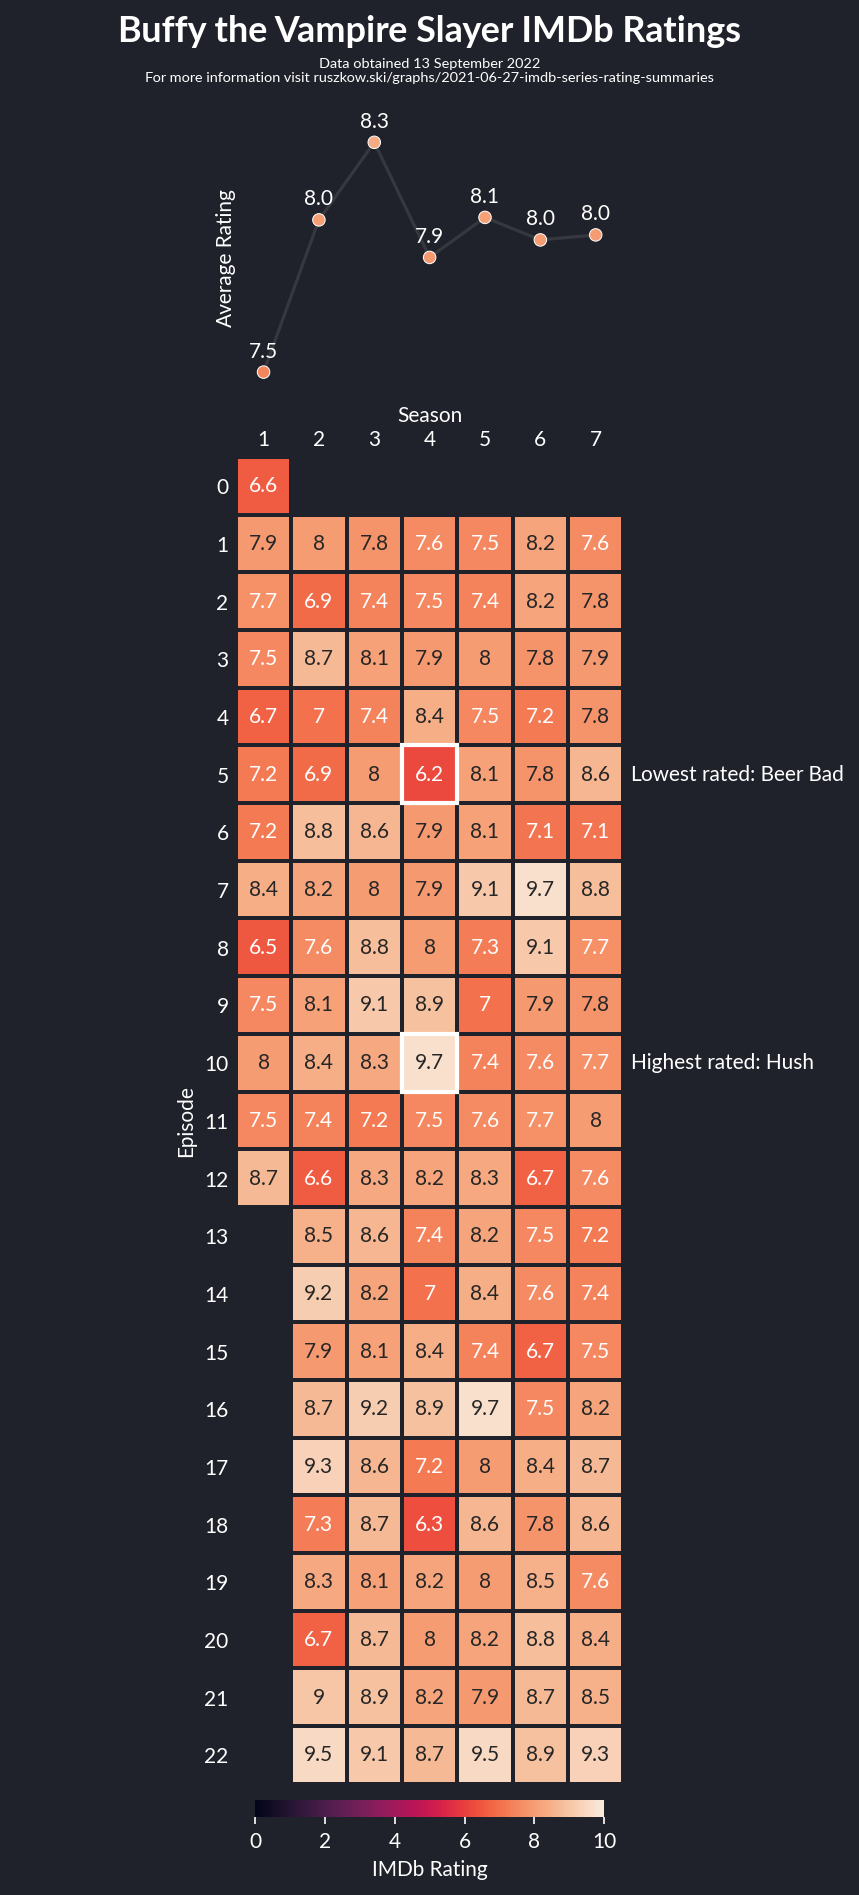 Buffy the Vampire Slayer IMDb Ratings
Data obtained 13 September 2022
For more information visit ruszkow.ski/graphs/2021-06-27-imdb-series-rating-summaries
Average Rating
7.5 8.0 8.3 7.9 8.1 8.0 8.0
Season
1 2 3 4 5 6 7
Episode
0 6.6
1 7.9 8 7.8 7.6 7.5 8.2 7.6
2 7.7 6.9 7.4 7.5 7.4 8.2 7.8
3 7.5 8.7 8.1 7.9 8 7.8 7.9
4 6.7 7 7.4 8.4 7.5 7.2 7.8
5 7.2 6.9 8 6.2 8.1 7.8 8.6 Lowest rated: Beer Bad
6 7.2 8.8 8.6 7.9 8.1 7.1 7.1
7 8.4 8.2 8 7.9 9.1 9.7 8.8
8 6.5 7.6 8.8 8 7.3 9.1 7.7
9 7.5 8.1 9.1 8.9 7 7.9 7.8
10 8 8.4 8.3 9.7 7.4 7.6 7.7 Highest rated: Hush
11 7.5 7.4 7.2 7.5 7.6 7.7 8
12 8.7 6.6 8.3 8.2 8.3 6.7 7.6
13 8.5 8.6 7.4 8.2 7.5 7.2
14 9.2 8.2 7 8.4 7.6 7.4
15 7.9 8.1 8.4 7.4 6.7 7.5
16 8.7 9.2 8.9 9.7 7.5 8.2
17 9.3 8.6 7.2 8 8.4 8.7
18 7.3 8.7 6.3 8.6 7.8 8.6
19 8.3 8.1 8.2 8 8.5 7.6
20 6.7 8.7 8 8.2 8.8 8.4
21 9 8.9 8.2 7.9 8.7 8.5
22 9.5 9.1 8.7 9.5 8.9 9.3
0 2 4 6 8 10
IMDb Rating